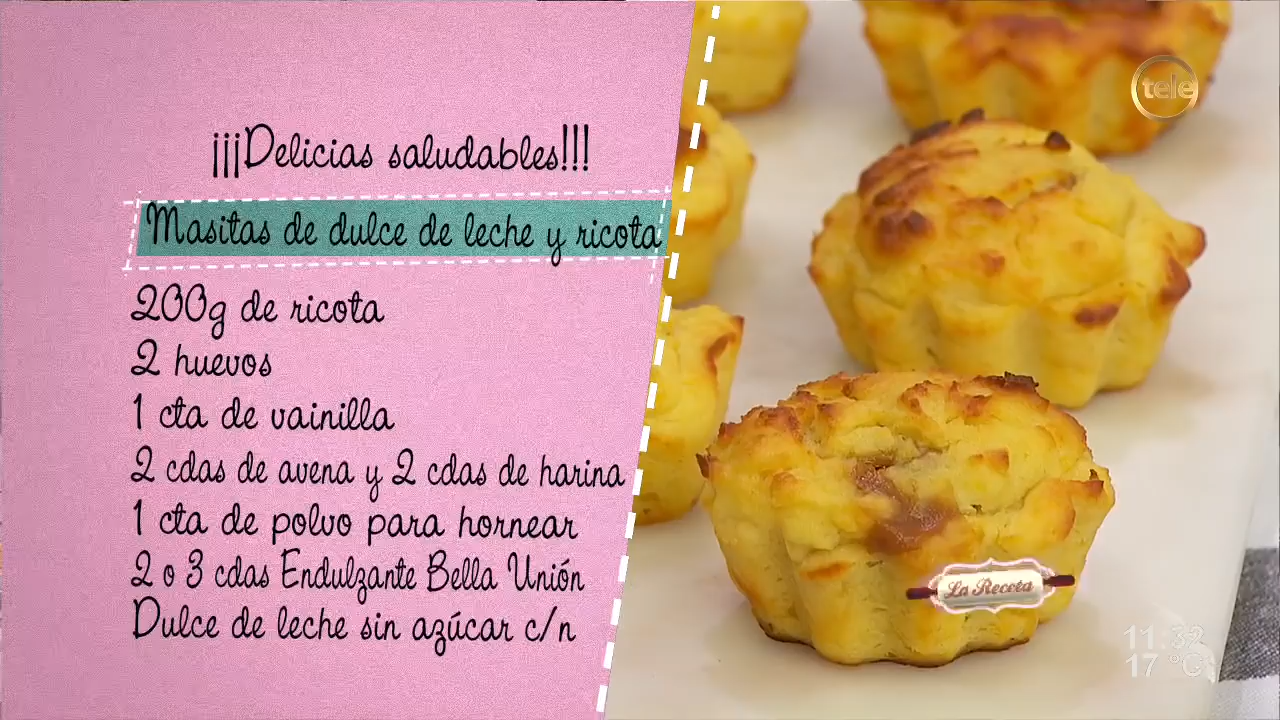 ¡¡¡Delicias saludables!!!
Masitas de dulce de leche y ricota
200g de ricota
2 huevos
1 cta de vainilla
2 cdas de avena y 2 cdas de harina
1 cta de polvo para hornear
2 o 3 cdas Endulzante Bella Unión
Dulce de leche sin azúcar c/n
tele
La Receta
11:32
17 °C